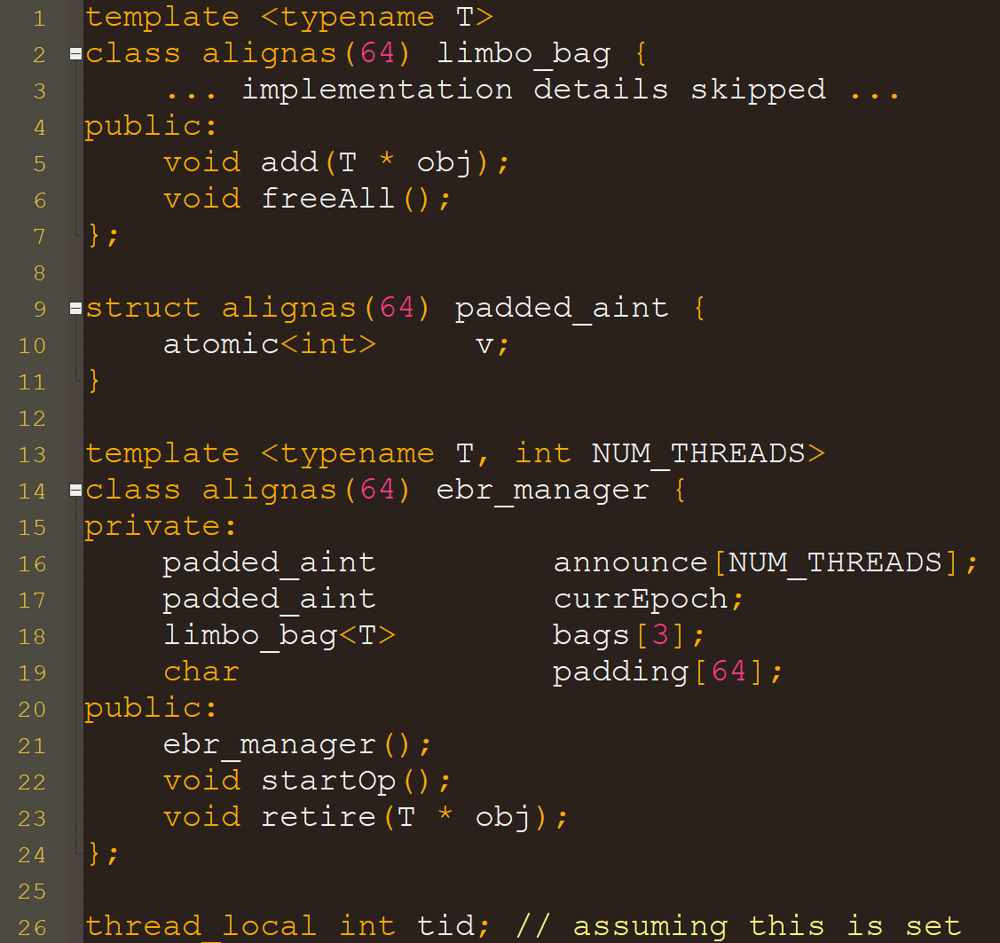 1 template <typename T>
2 class alignas(64) limbo_bag {
3     ... implementation details skipped ...
4 public:
5     void add(T * obj);
6     void freeAll();
7 };
8
9 struct alignas(64) padded_aint {
10     atomic<int>     v;
11 }
12
13 template <typename T, int NUM_THREADS>
14 class alignas(64) ebr_manager {
15 private:
16     padded_aint         announce[NUM_THREADS];
17     padded_aint         currEpoch;
18     limbo_bag<T>        bags[3];
19     char                padding[64];
20 public:
21     ebr_manager();
22     void startOp();
23     void retire(T * obj);
24 };
25
26 thread_local int tid; // assuming this is set